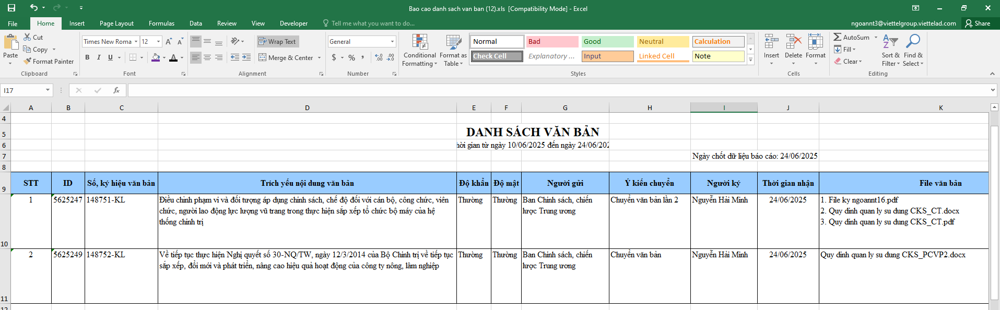 Bao cao danh sach van ban (12).xls  [Compatibility Mode] - Excel
File Home Insert Page Layout Formulas Data Review View Developer Tell me what you want to do... ngoannt3@viettelgroup.viettelad.com Share
Paste Cut
Copy
Format Painter
Clipboard
Times New Roma 12
B I U
Font
Wrap Text
Merge & Center
Alignment
General
$ % ,
Number
Conditional Formatting
Format as Table
Normal Bad Good Neutral Calculation
Check Cell Explanatory ... Input Linked Cell Note
Styles
Insert Delete Format
Cells
AutoSum
Fill
Clear
Sort & Filter
Find & Select
Editing
I17 fx
A B C D E F G H I J K
4
5 DANH SÁCH VĂN BẢN
6 hời gian từ ngày 10/06/2025 đến ngày 24/06/202
7 Ngày chốt dữ liệu báo cáo: 24/06/2025
8
9 STT ID Số, ký hiệu văn bản Trích yếu nội dung văn bản Độ khẩn Độ mật Người gửi Ý kiến chuyển Người ký Thời gian nhận File văn bản
10 1 5625247 148751-KL Điều chỉnh phạm vi và đối tượng áp dụng chính sách, chế độ đối với cán bộ, công chức, viên
chức, người lao động lực lượng vũ trang trong thực hiện sắp xếp tổ chức bộ máy của hệ
thống chính trị
Thường Thường Ban Chính sách, chiến
lược Trung ương
Chuyển văn bản lần 2 Nguyễn Hải Minh 24/06/2025 1. File ky ngoannt16.pdf
2. Quy dinh quan ly su dung CKS_CT.docx
3. Quy dinh quan ly su dung CKS_CT.pdf
11 2 5625249 148752-KL Về tiếp tục thực hiện Nghị quyết số 30-NQ/TW, ngày 12/3/2014 của Bộ Chính trị về tiếp tục
sắp xếp, đổi mới và phát triển, nâng cao hiệu quả hoạt động của công ty nông, lâm nghiệp
Thường Thường Ban Chính sách, chiến
lược Trung ương
Chuyển văn bản Nguyễn Hải Minh 24/06/2025 Quy dinh quan ly su dung CKS_PCVP2.docx
12